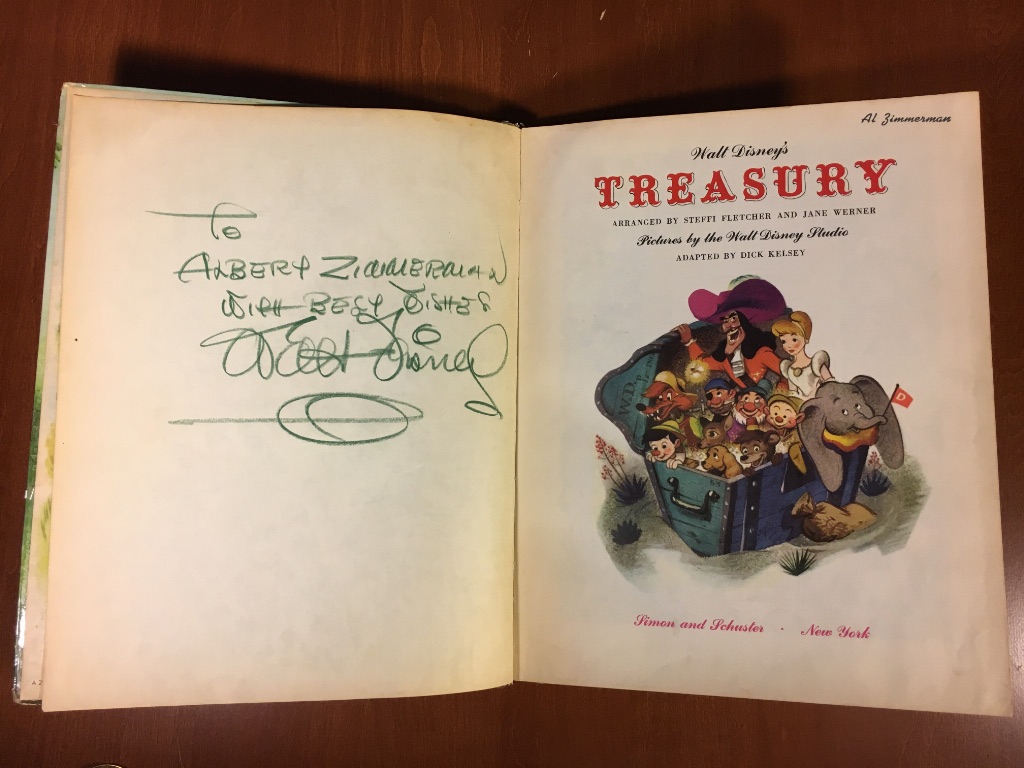 To
ALBERT ZIMMERMAN
WITH BEST WISHES
Walt Disney
Al Zimmerman
Walt Disney's
TREASURY
ARRANGED BY STEFFI FLETCHER AND JANE WERNER
Pictures by the Walt Disney Studio
ADAPTED BY DICK KELSEY
W.D.
D
Simon and Schuster · New York